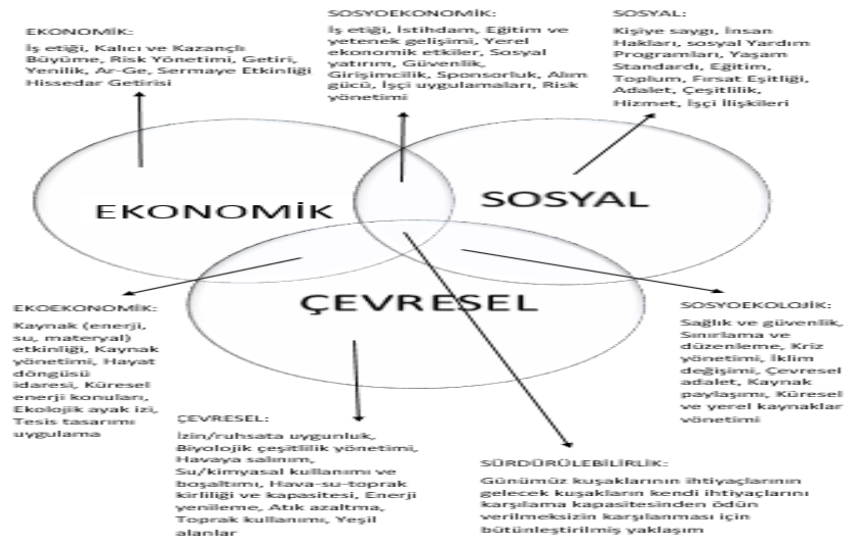 EKONOMİK:
İş etiği, Kalıcı ve Kazançlı
Büyüme, Risk Yönetimi, Getiri,
Yenilik, Ar-Ge, Sermaye Etkinliği
Hissedar Getirisi
SOSYOEKONOMİK:
İş etiği, İstihdam, Eğitim ve
yetenek gelişimi, Yerel
ekonomik etkiler, Sosyal
yatırım, Güvenlik,
Girişimcilik, Sponsorluk, Alım
gücü, İşçi uygulamaları, Risk
yönetimi
SOSYAL:
Kişiye saygı, İnsan
Hakları, sosyal Yardım
Programları, Yaşam
Standardı, Eğitim,
Toplum, Fırsat Eşitliği,
Adalet, Çeşitlilik,
Hizmet, İşçi İlişkileri
EKONOMİK
SOSYAL
ÇEVRESEL
EKOEKONOMİK:
Kaynak (enerji,
su, materyal)
etkinliği, Kaynak
yönetimi, Hayat
döngüsü
idaresi, Küresel
enerji konuları,
Ekolojik ayak izi,
Tesis tasarımı
uygulama
SOSYOEKOLOJİK:
Sağlık ve güvenlik,
Sınırlama ve
düzenleme, Kriz
yönetimi, İklim
değişimi, Çevresel
adalet, Kaynak
paylaşımı, Küresel
ve yerel kaynaklar
yönetimi
ÇEVRESEL:
İzin/ruhsata uygunluk,
Biyolojik çeşitlilik yönetimi,
Havaya salınım,
Su/kimyasal kullanımı ve
boşaltımı, Hava-su-toprak
kirliliği ve kapasitesi, Enerji
yenileme, Atık azaltma,
Toprak kullanımı, Yeşil
alanlar
SÜRDÜRÜLEBİLİRLİK:
Günümüz kuşaklarının ihtiyaçlarının
gelecek kuşakların kendi ihtiyaçlarını
karşılama kapasitesinden ödün
verilmeksizin karşılanması için
bütünleştirilmiş yaklaşım